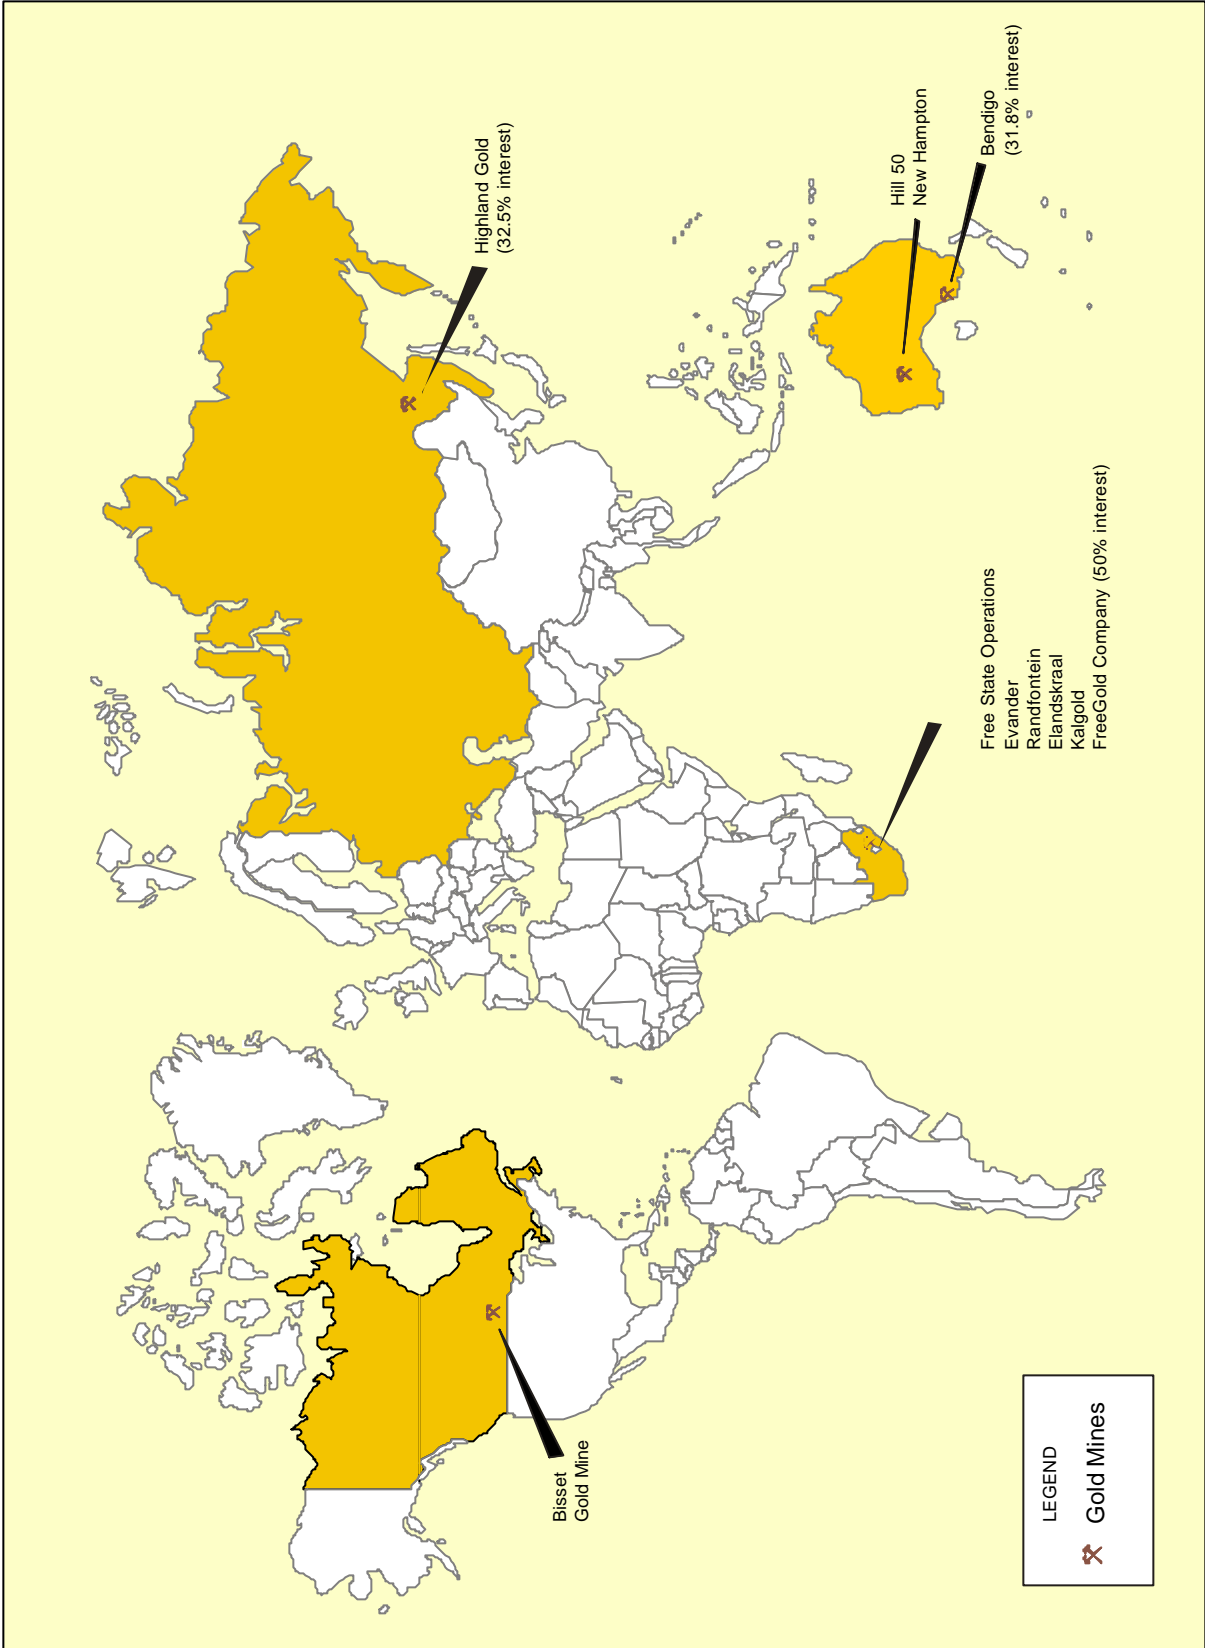 Highland Gold
(32.5% interest)
Hill 50
New Hampton
Bendigo
(31.8% interest)
Free State Operations
Evander
Randfontein
Elandskraal
Kalgold
FreeGold Company (50% interest)
Bisset
Gold Mine
LEGEND
Gold Mines